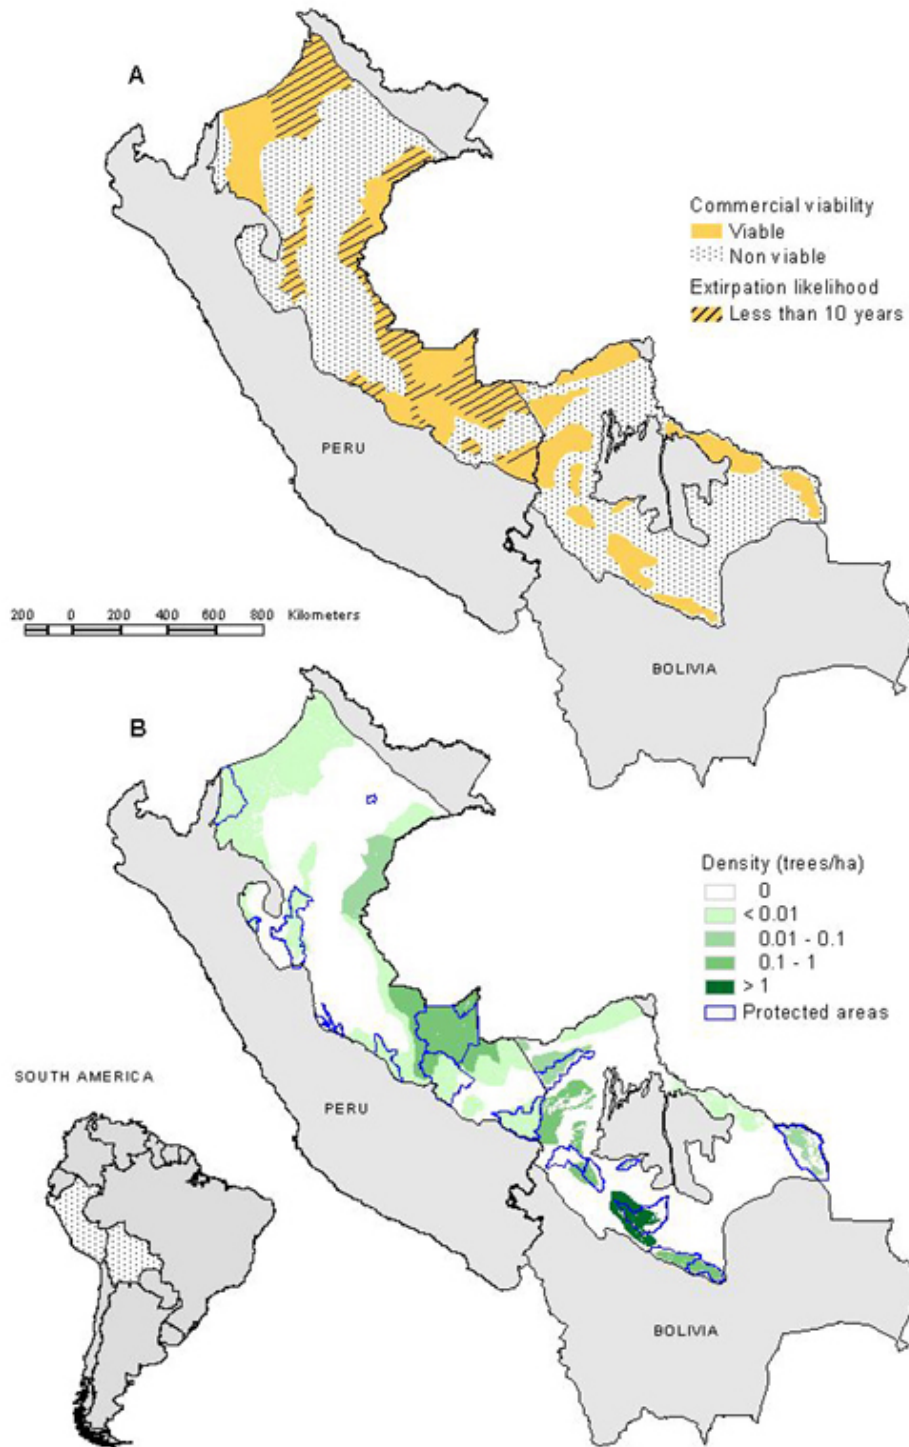 A
Commercial viability
Viable
Non viable
Extirpation likelihood
Less than 10 years
PERU
200 0 200 400 600 800 Kilometers
BOLIVIA
B
Density (trees/ha)
0
< 0.01
0.01 - 0.1
0.1 - 1
> 1
Protected areas
SOUTH AMERICA
PERU
BOLIVIA